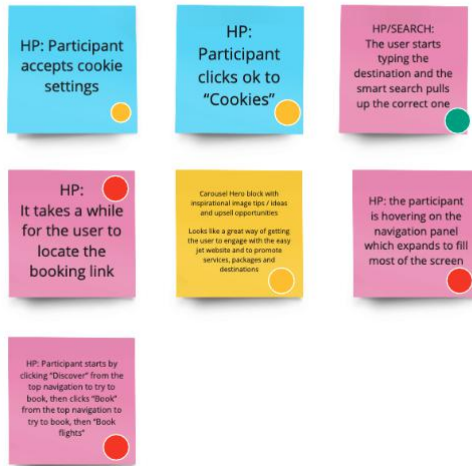 HP: Participant
accepts cookie
settings
HP:
Participant
clicks ok to
“Cookies”
HP/SEARCH:
The user starts
typing the
destination and the
smart search pulls
up the correct one
HP:
It takes a while
for the user to
locate the
booking link
Carousel Hero block with
inspirational image tips / ideas
and upsell opportunities
Looks like a great way of getting
the user to engage with the easy
jet website and to promote
services, packages and
destinations
HP: the participant
is hovering on the
navigation panel
which expands to fill
most of the screen
HP: Participant starts by
clicking “Discover” from the
top navigation to try to
book, then clicks “Book”
from the top navigation to
try to book, then “Book
flights”